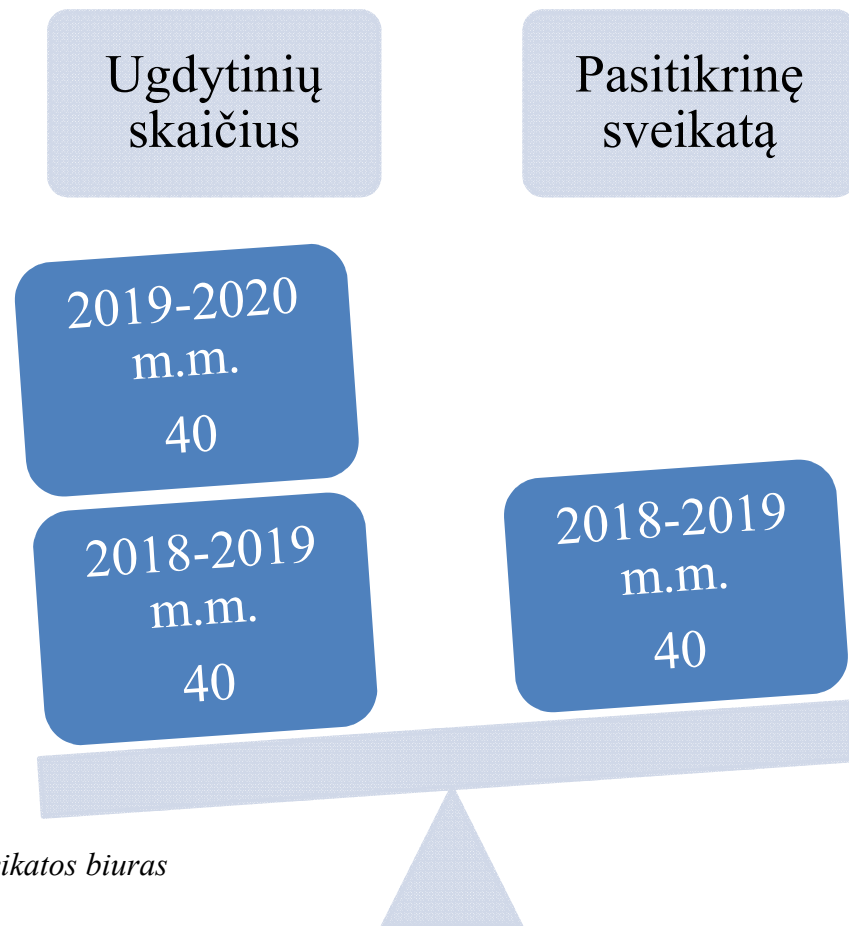 Ugdytinių
skaičius
Pasitikrinę
sveikatą
2019-2020
m.m.
40
2018-2019
m.m.
40
2018-2019
m.m.
40
ikatos biuras